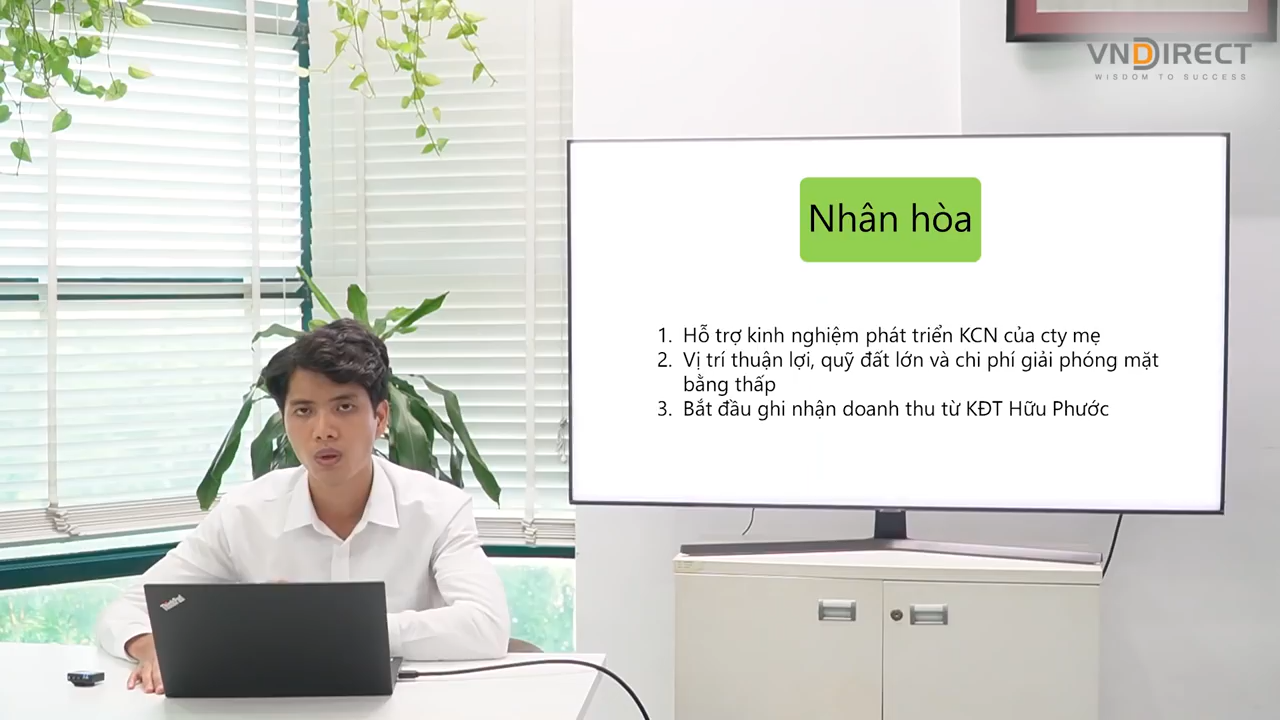 VNDIRECT
WISDOM TO SUCCESS
Nhân hòa
1. Hỗ trợ kinh nghiệm phát triển KCN của cty mẹ
2. Vị trí thuận lợi, quỹ đất lớn và chi phí giải phóng mặt
bằng thấp
3. Bắt đầu ghi nhận doanh thu từ KĐT Hữu Phước
ThinkPad